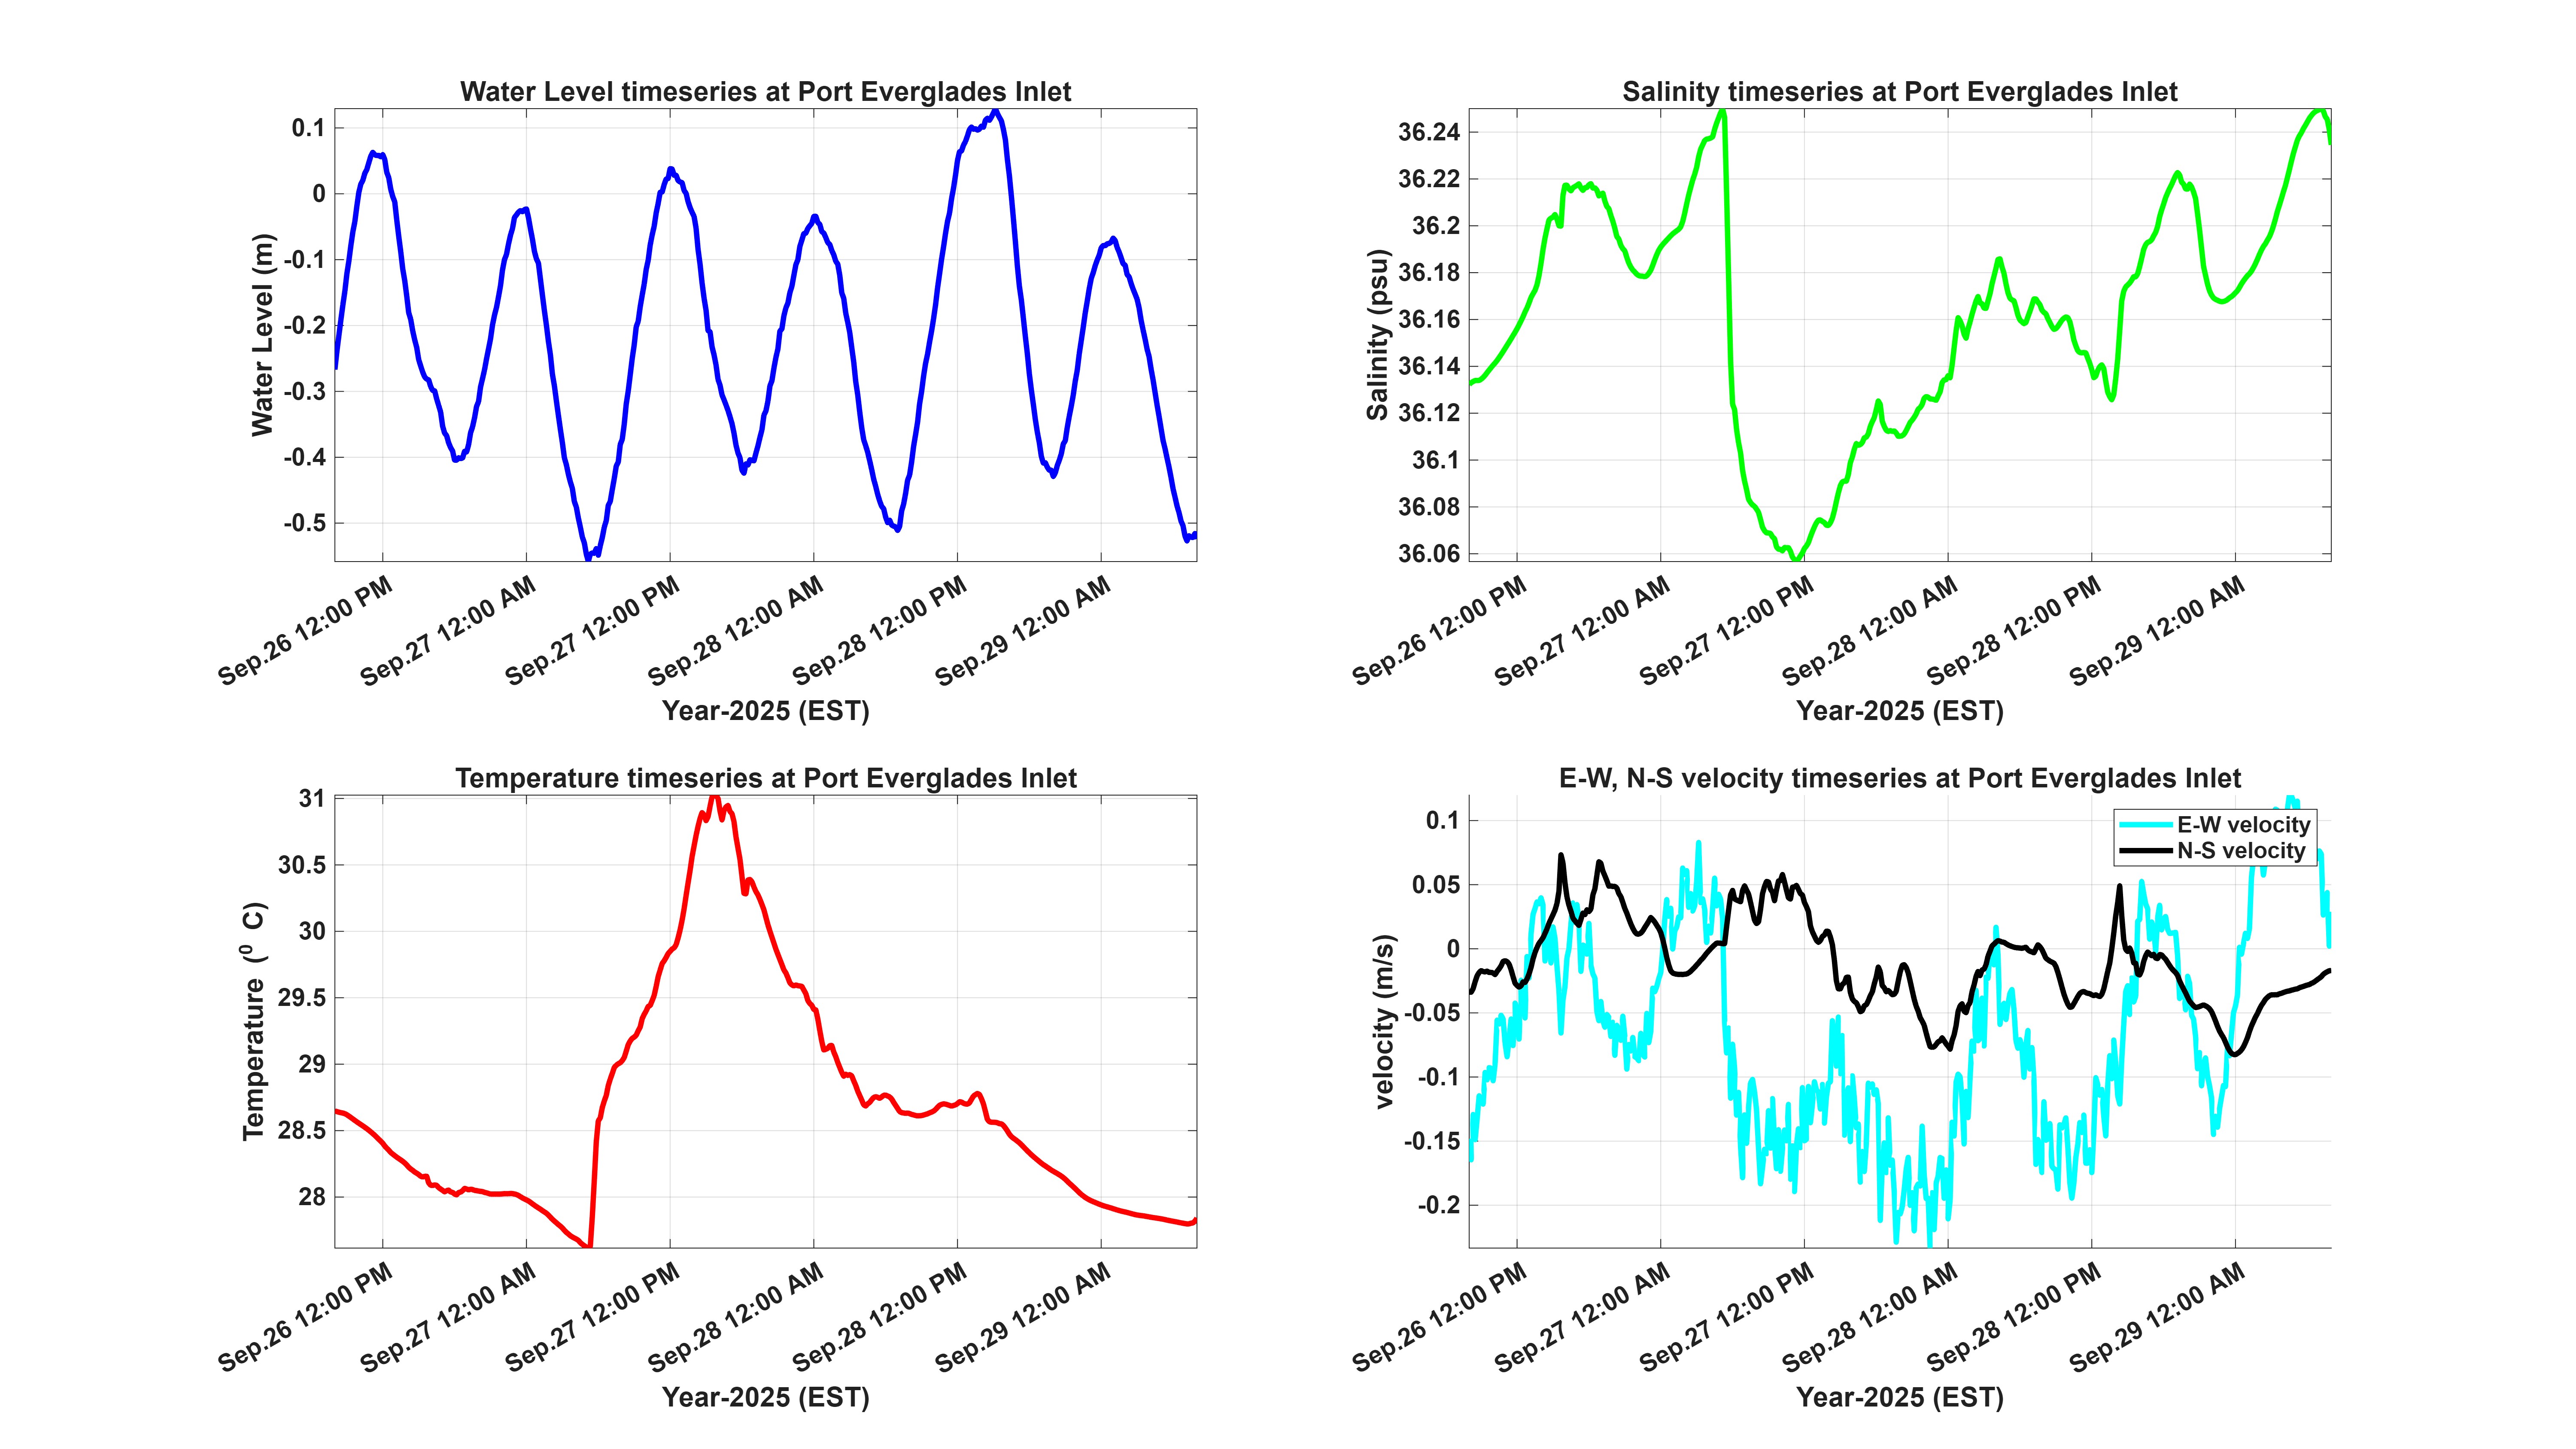 Water Level timeseries at Port Everglades Inlet
Water Level (m)
0.1
0
-0.1
-0.2
-0.3
-0.4
-0.5
Sep.26 12:00 PM
Sep.27 12:00 AM
Sep.27 12:00 PM
Sep.28 12:00 AM
Sep.28 12:00 PM
Sep.29 12:00 AM
Year-2025 (EST)
Salinity timeseries at Port Everglades Inlet
Salinity (psu)
36.24
36.22
36.2
36.18
36.16
36.14
36.12
36.1
36.08
36.06
Sep.26 12:00 PM
Sep.27 12:00 AM
Sep.27 12:00 PM
Sep.28 12:00 AM
Sep.28 12:00 PM
Sep.29 12:00 AM
Year-2025 (EST)
Temperature timeseries at Port Everglades Inlet
Temperature (⁰ C)
31
30.5
30
29.5
29
28.5
28
Sep.26 12:00 PM
Sep.27 12:00 AM
Sep.27 12:00 PM
Sep.28 12:00 AM
Sep.28 12:00 PM
Sep.29 12:00 AM
Year-2025 (EST)
E-W, N-S velocity timeseries at Port Everglades Inlet
velocity (m/s)
0.1
0.05
0
-0.05
-0.1
-0.15
-0.2
E-W velocity
N-S velocity
Sep.26 12:00 PM
Sep.27 12:00 AM
Sep.27 12:00 PM
Sep.28 12:00 AM
Sep.28 12:00 PM
Sep.29 12:00 AM
Year-2025 (EST)